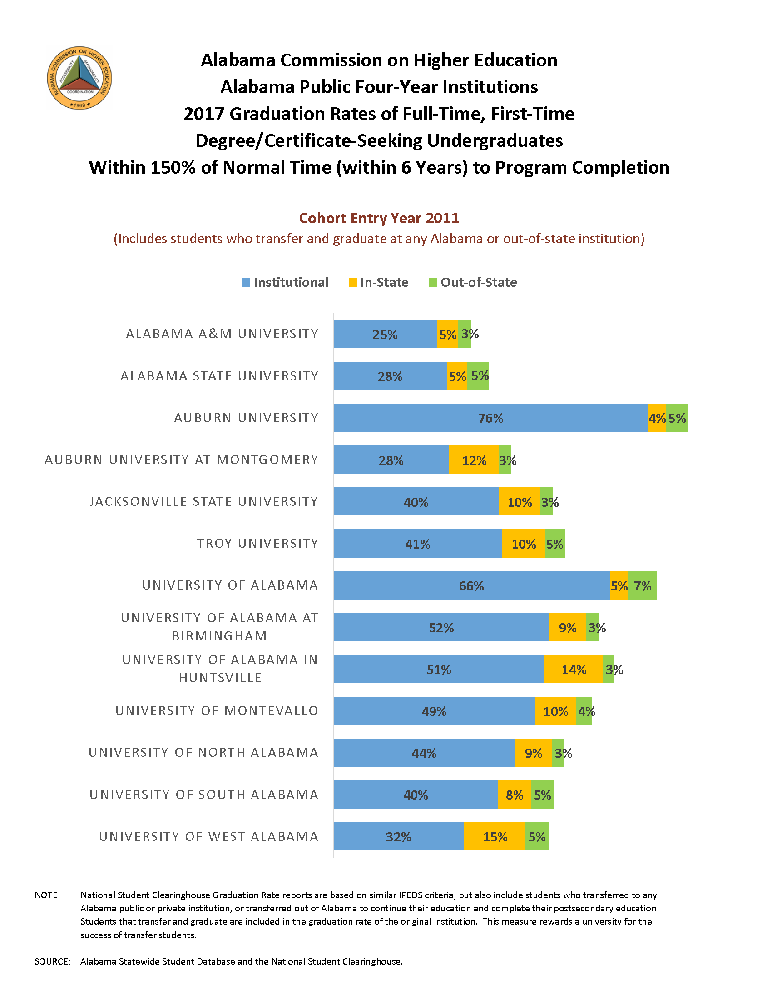 ALABAMA COMMISSION ON HIGHER EDUCATION
ACCESSIBILITY
AFFORDABILITY
COORDINATION
★1969★
Alabama Commission on Higher Education
Alabama Public Four-Year Institutions
2017 Graduation Rates of Full-Time, First-Time
Degree/Certificate-Seeking Undergraduates
Within 150% of Normal Time (within 6 Years) to Program Completion
Cohort Entry Year 2011
(Includes students who transfer and graduate at any Alabama or out-of-state institution)
Institutional In-State Out-of-State
ALABAMA A&M UNIVERSITY 25% 5% 3%
ALABAMA STATE UNIVERSITY 28% 5% 5%
AUBURN UNIVERSITY 76% 4% 5%
AUBURN UNIVERSITY AT MONTGOMERY 28% 12% 3%
JACKSONVILLE STATE UNIVERSITY 40% 10% 3%
TROY UNIVERSITY 41% 10% 5%
UNIVERSITY OF ALABAMA 66% 5% 7%
UNIVERSITY OF ALABAMA AT
BIRMINGHAM 52% 9% 3%
UNIVERSITY OF ALABAMA IN
HUNTSVILLE 51% 14% 3%
UNIVERSITY OF MONTEVALLO 49% 10% 4%
UNIVERSITY OF NORTH ALABAMA 44% 9% 3%
UNIVERSITY OF SOUTH ALABAMA 40% 8% 5%
UNIVERSITY OF WEST ALABAMA 32% 15% 5%
NOTE: National Student Clearinghouse Graduation Rate reports are based on similar IPEDS criteria, but also include students who transferred to any
Alabama public or private institution, or transferred out of Alabama to continue their education and complete their postsecondary education.
Students that transfer and graduate are included in the graduation rate of the original institution.  This measure rewards a university for the
success of transfer students.
SOURCE: Alabama Statewide Student Database and the National Student Clearinghouse.